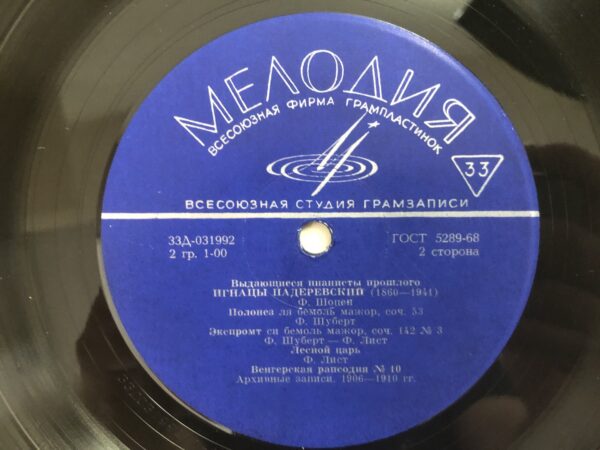 МЕЛОДИЯ
ВСЕСОЮЗНАЯ ФИРМА ГРАМПЛАСТИНОК
33
ВСЕСОЮЗНАЯ СТУДИЯ ГРАМЗАПИСИ
33Д-031992 ГОСТ 5289-68
2 гр. 1-00 2 сторона
Выдающиеся пианисты прошлого
ИГНАЦЫ ПАДЕРЕВСКИЙ (1860—1941)
Ф. Шопен
Полонез ля бемоль мажор, соч. 53
Ф. Шуберт
Экспромт си бемоль мажор, соч. 142 № 3
Ф. Шуберт — Ф. Лист
Лесной царь
Ф. Лист
Венгерская рапсодия № 10
Архивные записи, 1906—1910 гг.